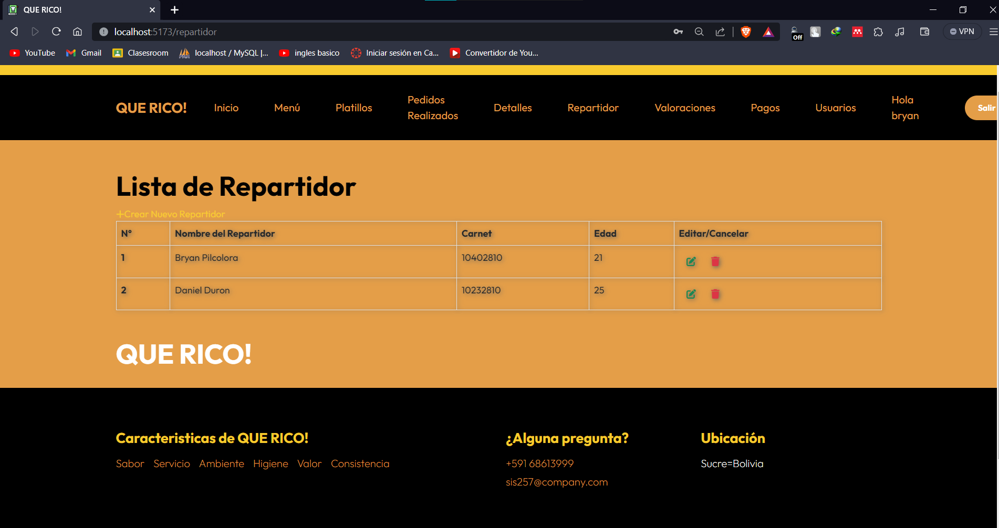 QUE RICO!
localhost:5173/repartidor
Off
VPN
YouTube Gmail Clasesroom localhost / MySQL |... ingles basico Iniciar sesión en Ca... Convertidor de You...
QUE RICO! Inicio Menú Platillos Pedidos Realizados Detalles Repartidor Valoraciones Pagos Usuarios Hola bryan Salir
Lista de Repartidor
+Crear Nuevo Repartidor
N° Nombre del Repartidor Carnet Edad Editar/Cancelar
1 Bryan Pilcolora 10402810 21
2 Daniel Duron 10232810 25
QUE RICO!
Caracteristicas de QUE RICO!
Sabor Servicio Ambiente Higiene Valor Consistencia
¿Alguna pregunta?
+591 68613999
sis257@company.com
Ubicación
Sucre=Bolivia